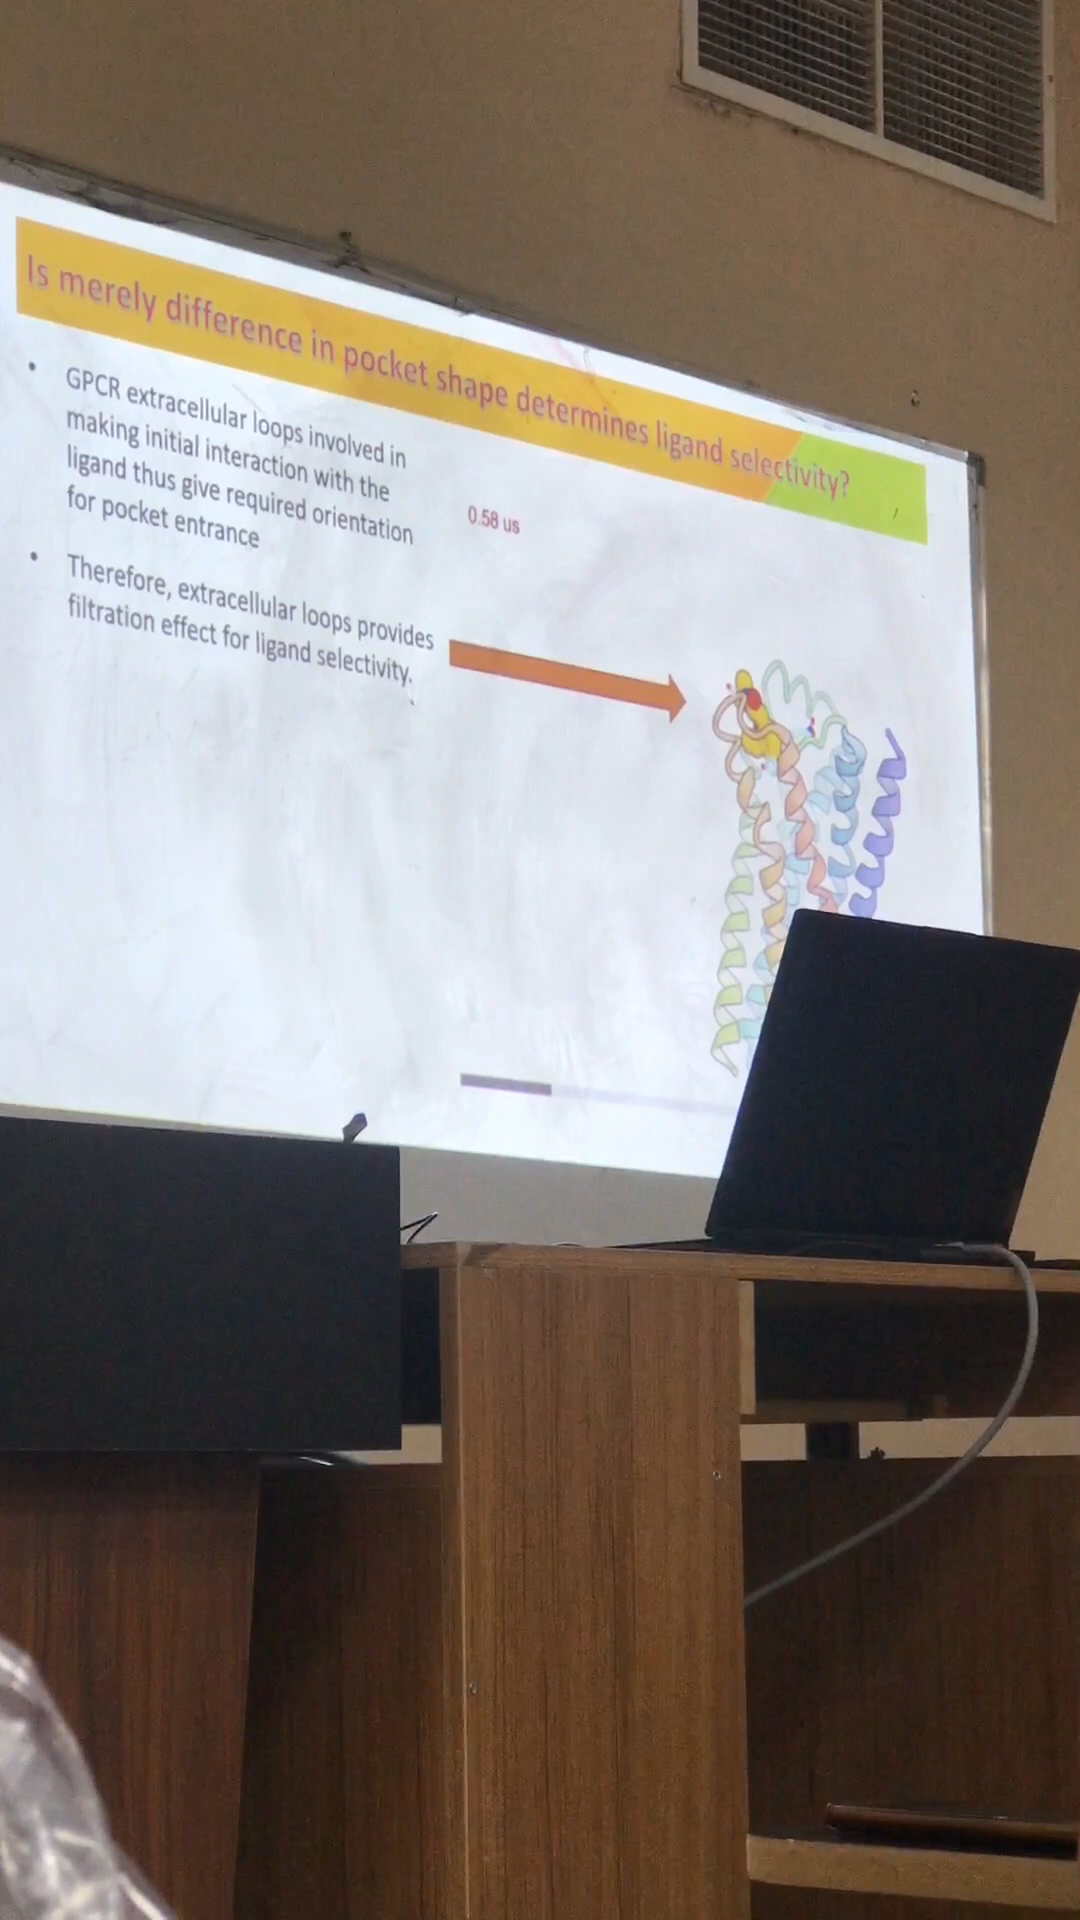 Is merely difference in pocket shape determines ligand selectivity?
• GPCR extracellular loops involved in
making initial interaction with the
ligand thus give required orientation
for pocket entrance
• Therefore, extracellular loops provides
filtration effect for ligand selectivity.
0.58 us